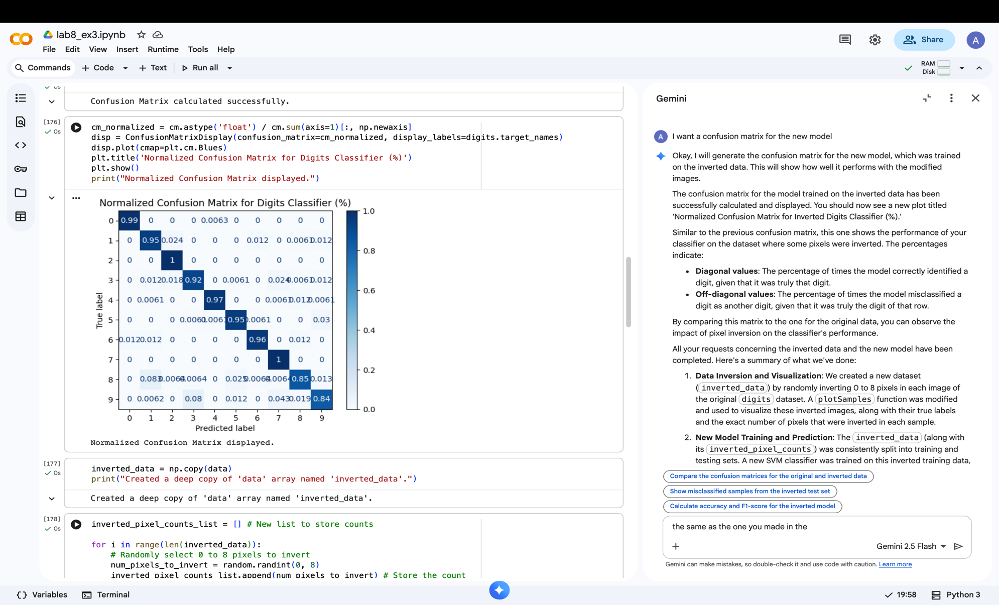 lab8_ex3.ipynb
File Edit View Insert Runtime Tools Help
Share
A
Commands + Code + Text Run all
RAM
Disk
0s
Confusion Matrix calculated successfully.
[176]
0s
cm_normalized = cm.astype('float') / cm.sum(axis=1)[:, np.newaxis]
disp = ConfusionMatrixDisplay(confusion_matrix=cm_normalized, display_labels=digits.target_names)
disp.plot(cmap=plt.cm.Blues)
plt.title('Normalized Confusion Matrix for Digits Classifier (%)')
plt.show()
print("Normalized Confusion Matrix displayed.")
Normalized Confusion Matrix for Digits Classifier (%)
0 0.99 0 0 0 0.0063 0 0 0 0 0
1 0 0.95 0.024 0 0 0 0.012 0 0.0061 0.012
2 0 0 1 0 0 0 0 0 0 0
3 0 0.012 0.018 0.92 0 0.0061 0 0.024 0.0061 0.012
4 0 0.0061 0 0 0.97 0 0 0.0061 0.012 0.0061
5 0 0 0 0.0061 0.0061 0.95 0.0061 0 0 0.03
6 0.012 0.012 0 0 0 0 0.96 0 0.012 0
7 0 0 0 0 0 0 0 1 0 0
8 0 0.083 0.0064 0.0064 0 0.025 0.0064 0.0064 0.85 0.013
9 0 0.0062 0 0.08 0 0.012 0 0.043 0.019 0.84
0 1 2 3 4 5 6 7 8 9
True label
Predicted label
1.0
0.8
0.6
0.4
0.2
0.0
Normalized Confusion Matrix displayed.
[177]
0s
inverted_data = np.copy(data)
print("Created a deep copy of 'data' array named 'inverted_data'.")
Created a deep copy of 'data' array named 'inverted_data'.
[178]
0s
inverted_pixel_counts_list = [] # New list to store counts
for i in range(len(inverted_data)):
# Randomly select 0 to 8 pixels to invert
num_pixels_to_invert = random.randint(0, 8)
inverted_pixel_counts_list.append(num_pixels_to_invert) # Store the count
Gemini
A
I want a confusion matrix for the new model
Okay, I will generate the confusion matrix for the new model, which was trained
on the inverted data. This will show how well it performs with the modified
images.
The confusion matrix for the model trained on the inverted data has been
successfully calculated and displayed. You should now see a new plot titled
'Normalized Confusion Matrix for Inverted Digits Classifier (%).'
Similar to the previous confusion matrix, this one shows the performance of your
classifier on the dataset where some pixels were inverted. The percentages
indicate:
• Diagonal values: The percentage of times the model correctly identified a
digit, given that it was truly that digit.
• Off-diagonal values: The percentage of times the model misclassified a
digit as another digit, given that it was truly the digit of that row.
By comparing this matrix to the one for the original data, you can observe the
impact of pixel inversion on the classifier's performance.
All your requests concerning the inverted data and the new model have been
completed. Here's a summary of what we've done:
1. Data Inversion and Visualization: We created a new dataset
(inverted_data) by randomly inverting 0 to 8 pixels in each image of
the original digits dataset. A plotSamples function was modified
and used to visualize these inverted images, along with their true labels
and the exact number of pixels that were inverted in each sample.
2. New Model Training and Prediction: The inverted_data (along with
its inverted_pixel_counts) was consistently split into training and
testing sets. A new SVM classifier was trained on this inverted training data,
Compare the confusion matrices for the original and inverted data
Show misclassified samples from the inverted test set
Calculate accuracy and F1-score for the inverted model
the same as the one you made in the
+
Gemini 2.5 Flash
Gemini can make mistakes, so double-check it and use code with caution. Learn more
Variables Terminal
19:58 Python 3